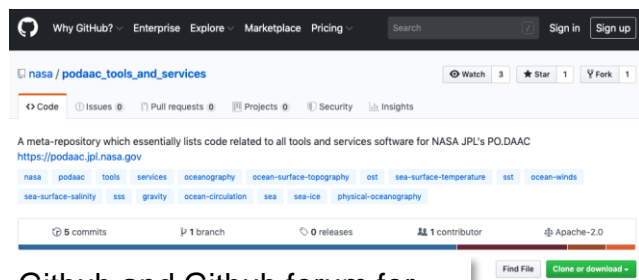 Why GitHub? Enterprise Explore Marketplace Pricing Search / Sign in Sign up
nasa / podaac_tools_and_services Watch 3 Star 1 Fork 1
Code Issues 0 Pull requests 0 Projects 0 Security Insights
A meta-repository which essentially lists code related to all tools and services software for NASA JPL's PO.DAAC
https://podaac.jpl.nasa.gov
nasa podaac tools services oceanography ocean-surface-topography ost sea-surface-temperature sst ocean-winds
sea-surface-salinity sss gravity ocean-circulation sea sea-ice physical-oceanography
5 commits 1 branch 0 releases 1 contributor Apache-2.0
Find File Clone or download
Github and Github forum for